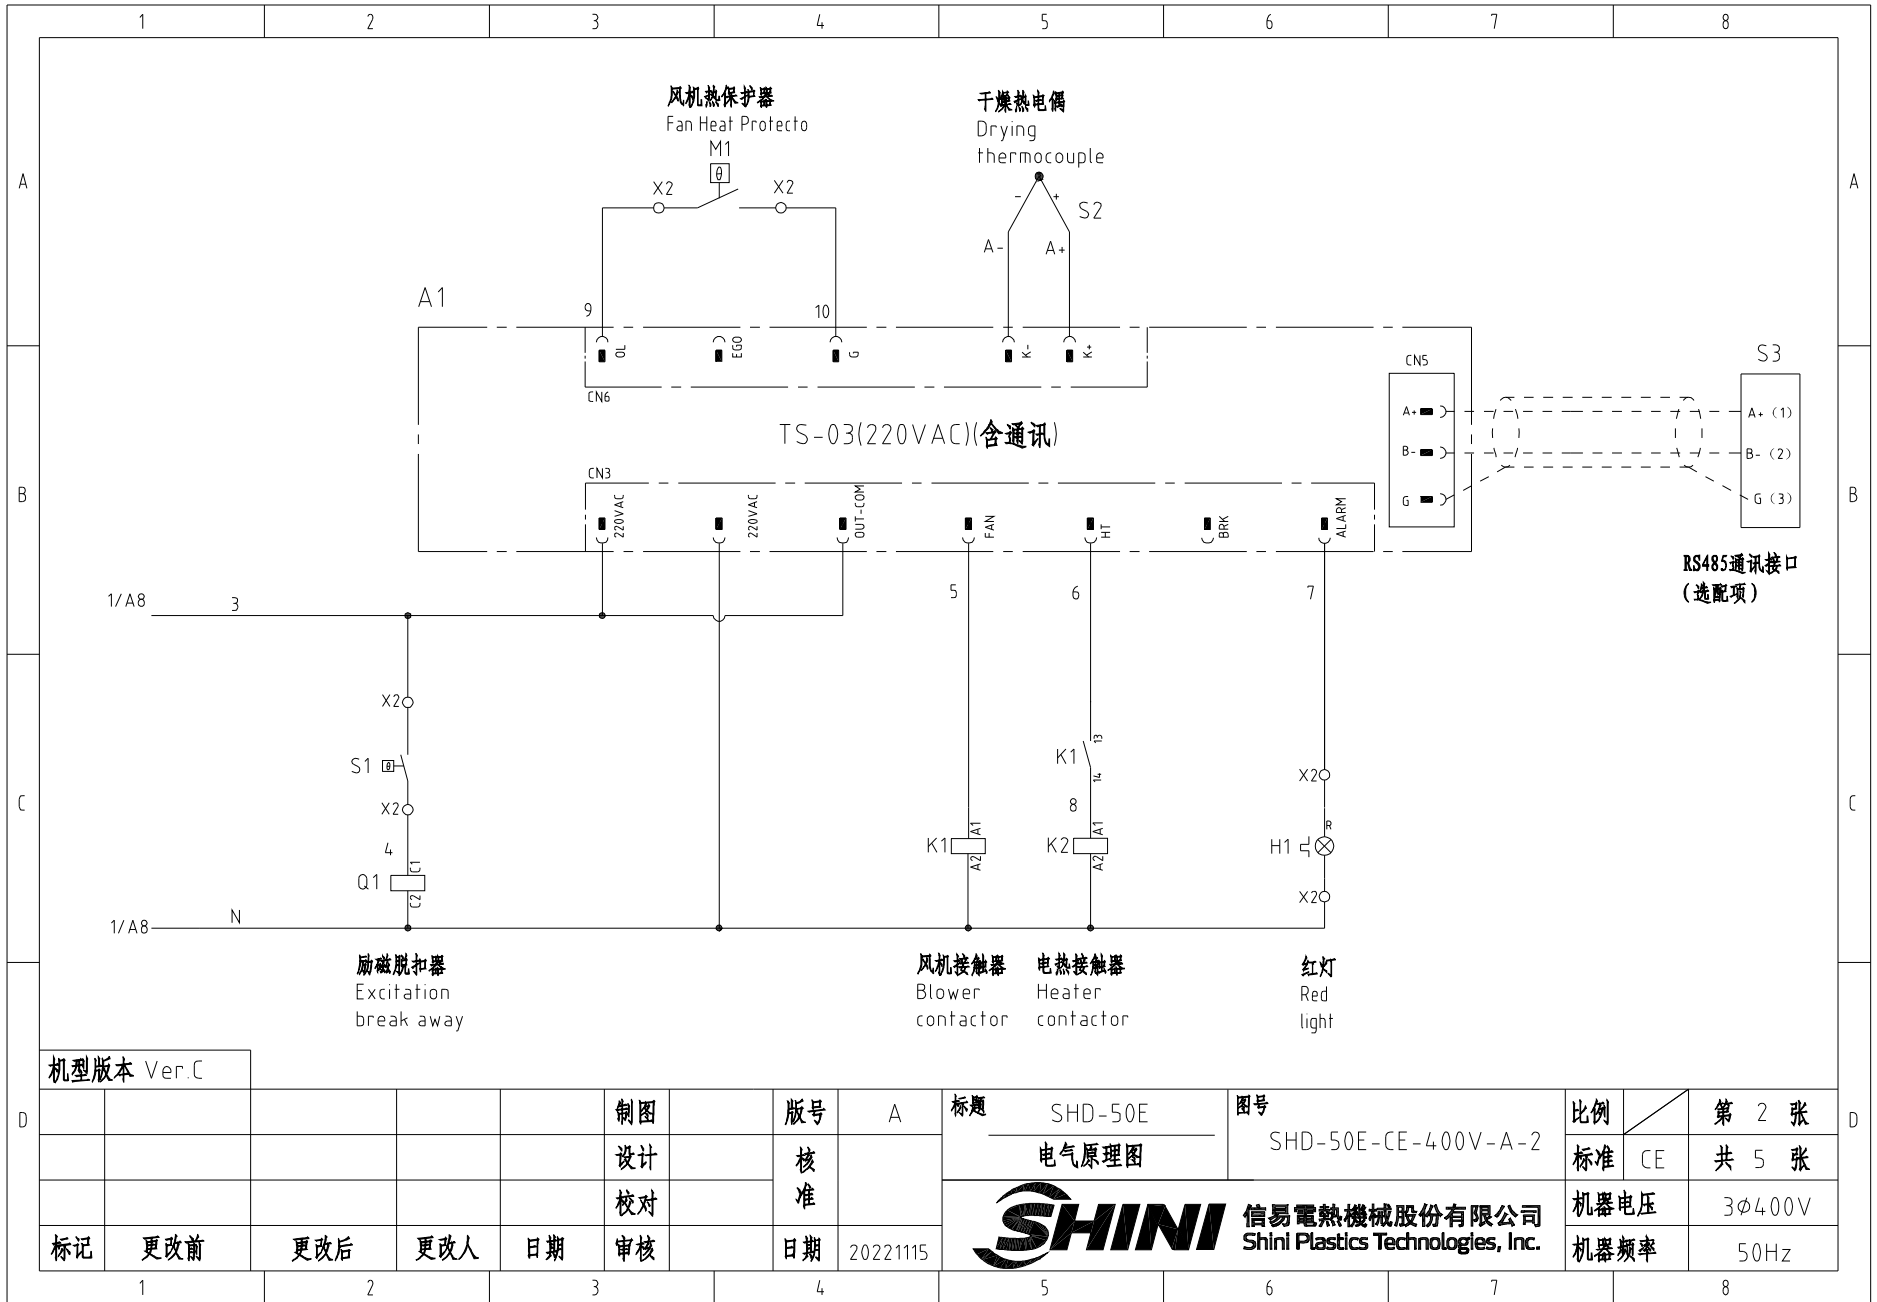 1 2 3 4 5 6 7 8
A
A
B
B
C
C
D
D
风机热保护器
Fan Heat Protecto
M1
θ
X2
X2
干燥热电偶
Drying
thermocouple
-
+
S2
A-
A+
A1
9
10
OL
EGO
G
K-
K+
CN6
TS-03(220VAC)(含通讯)
CN3
220VAC
220VAC
OUT-COM
FAN
HT
BRK
ALARM
CN5
A+
B-
G
S3
A+ (1)
B- (2)
G (3)
RS485通讯接口
(选配项)
1/A8
3
5
6
7
X2
S1
θ
X2
4
C1
Q1
C2
K1
13
14
8
K1
A1
A2
K2
A1
A2
X2
R
H1
X2
1/A8
N
励磁脱扣器
Excitation
break away
风机接触器
Blower
contactor
电热接触器
Heater
contactor
红灯
Red
light
机型版本 Ver.C
制图
版号
A
标题
SHD-50E
电气原理图
图号
SHD-50E-CE-400V-A-2
比例
第 2 张
设计
核
准
标准
CE
共 5 张
校对
机器电压
3Φ400V
标记
更改前
更改后
更改人
日期
审核
日期
20221115
SHINI
信易電熱機械股份有限公司
Shini Plastics Technologies, Inc.
机器频率
50Hz
1 2 3 4 5 6 7 8